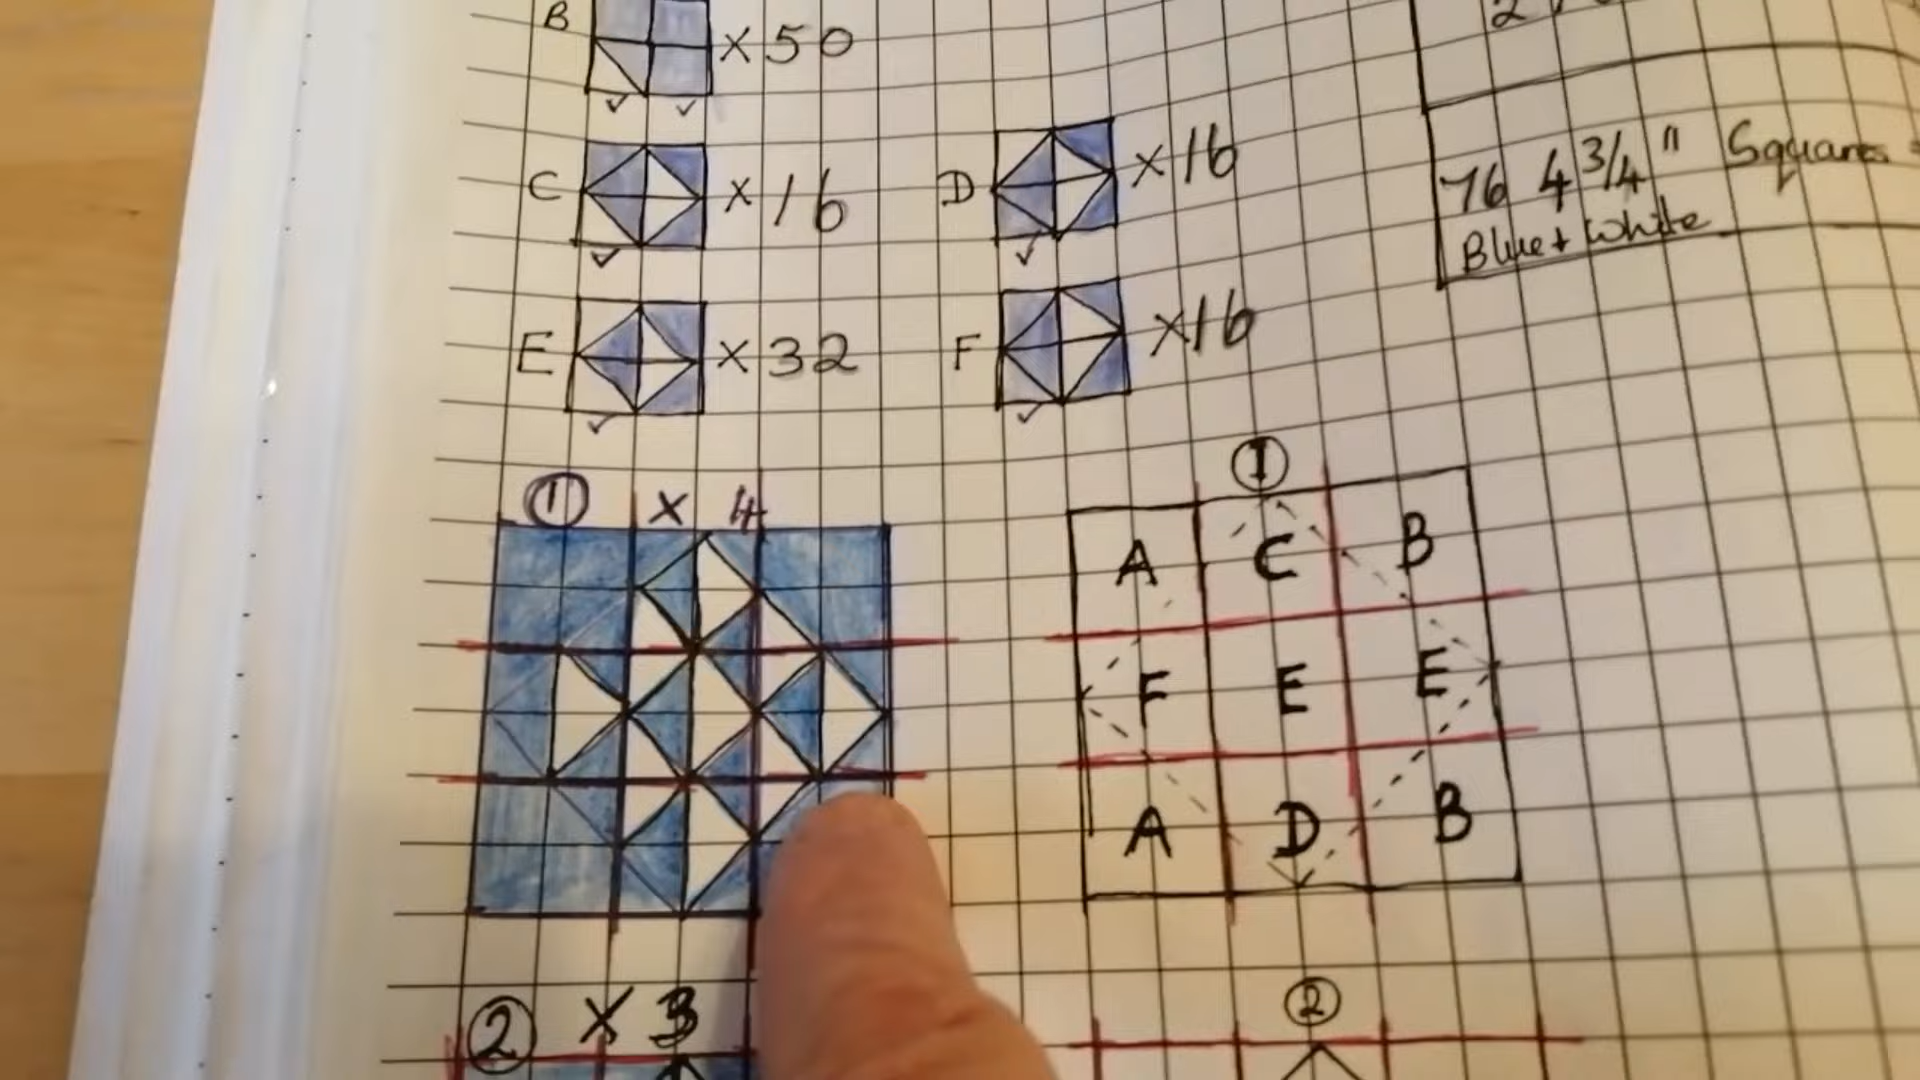 B × 50
C × 16
D × 16
E × 32
F × 16
76 4 3/4" Squares =
Blue + White
① × 4
①
A C B
F E E
A D B
② × 3
②